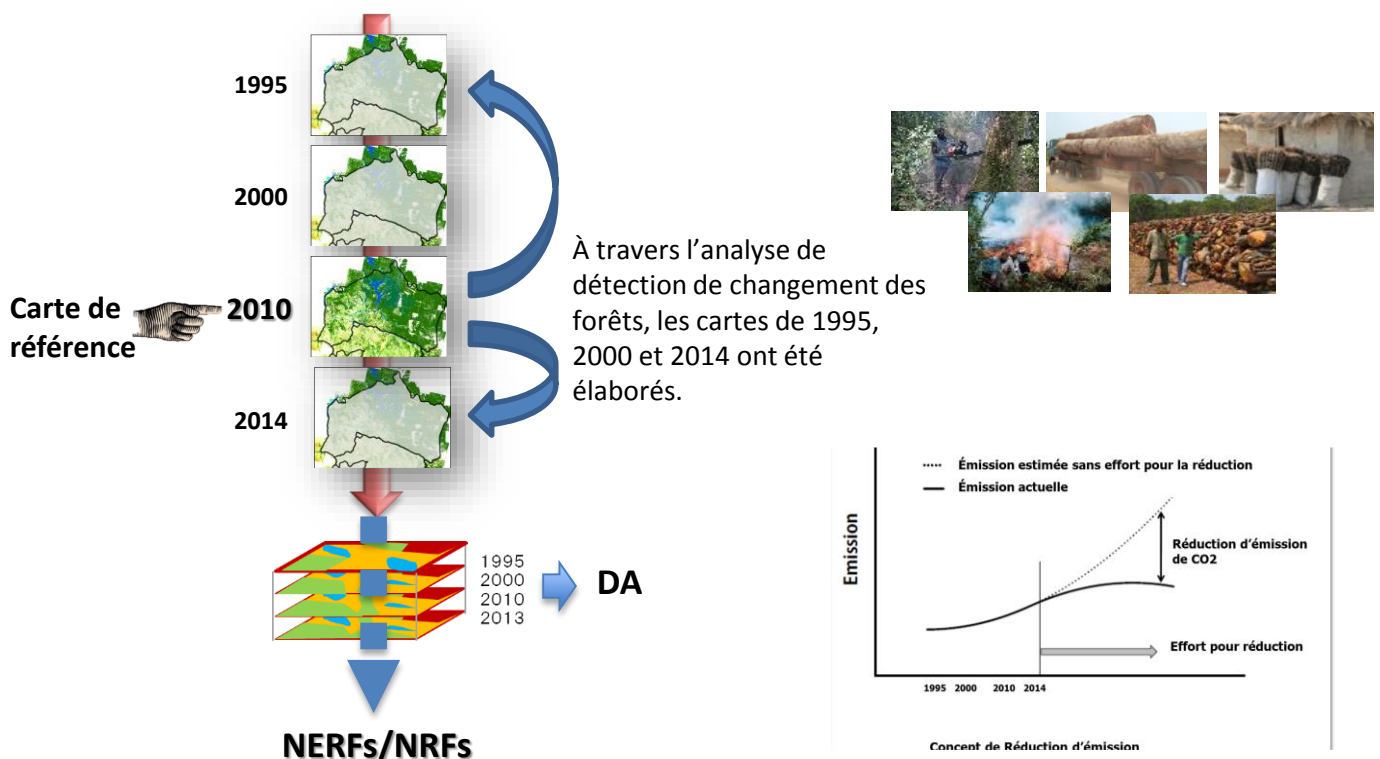 1995
2000
Carte de
référence
2010
2014
À travers l’analyse de
détection de changement des
forêts, les cartes de 1995,
2000 et 2014 ont été
élaborés.
1995
2000
2010
2013
DA
NERFs/NRFs
Émission estimée sans effort pour la réduction
Émission actuelle
Emission
Réduction d’émission
de CO2
Effort pour réduction
1995 2000 2010 2014
Concept de Réduction d’émission